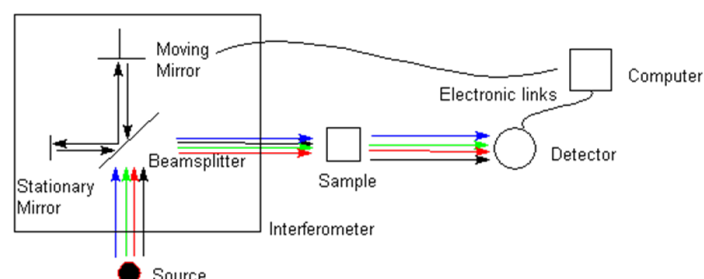 Moving
Mirror
Computer
Electronic links
Beamsplitter
Detector
Sample
Stationary
Mirror
Interferometer
Source